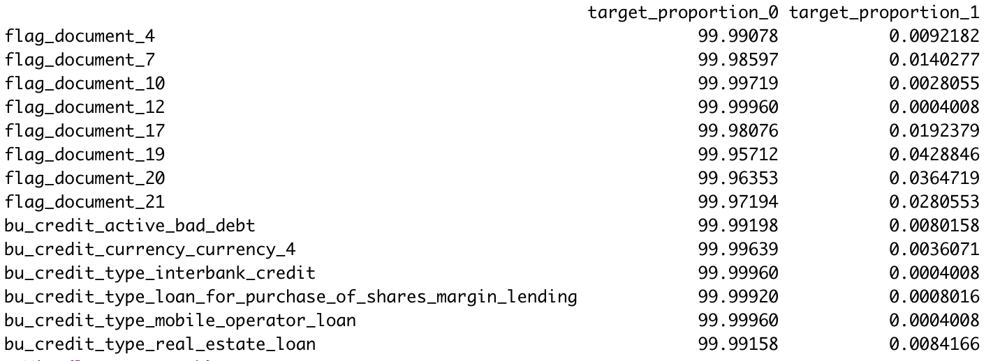 target_proportion_0 target_proportion_1
flag_document_4 99.99078 0.0092182
flag_document_7 99.98597 0.0140277
flag_document_10 99.99719 0.0028055
flag_document_12 99.99960 0.0004008
flag_document_17 99.98076 0.0192379
flag_document_19 99.95712 0.0428846
flag_document_20 99.96353 0.0364719
flag_document_21 99.97194 0.0280553
bu_credit_active_bad_debt 99.99198 0.0080158
bu_credit_currency_currency_4 99.99639 0.0036071
bu_credit_type_interbank_credit 99.99960 0.0004008
bu_credit_type_loan_for_purchase_of_shares_margin_lending 99.99920 0.0008016
bu_credit_type_mobile_operator_loan 99.99960 0.0004008
bu_credit_type_real_estate_loan 99.99158 0.0084166